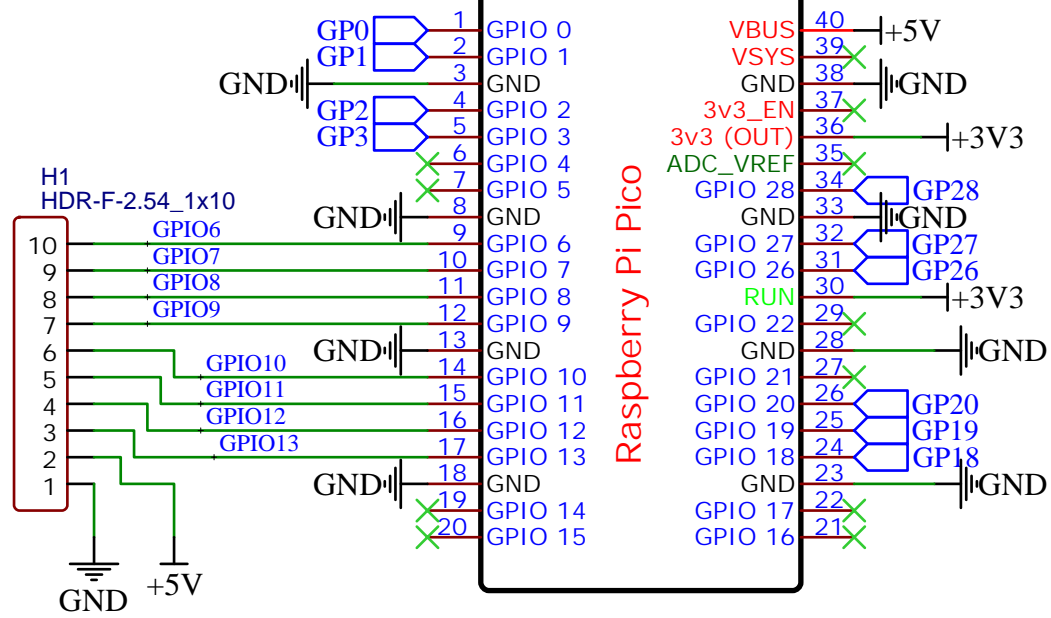 GP0 1 GPIO 0 VBUS 40 +5V
GP1 2 GPIO 1 VSYS 39
GND 3 GND GND 38 GND
GP2 4 GPIO 2 3v3_EN 37
GP3 5 GPIO 3 3v3 (OUT) 36 +3V3
6 GPIO 4 ADC_VREF 35
7 GPIO 5 GPIO 28 34 GP28
H1
HDR-F-2.54_1x10
GND 8 GND GND 33 GND
10 GPIO6 9 GPIO 6 GPIO 27 32 GP27
9 GPIO7 10 GPIO 7 GPIO 26 31 GP26
8 GPIO8 11 GPIO 8 RUN 30 +3V3
7 GPIO9 12 GPIO 9 GPIO 22 29
6 GND 13 GND GND 28 GND
5 GPIO10 14 GPIO 10 GPIO 21 27
4 GPIO11 15 GPIO 11 GPIO 20 26 GP20
3 GPIO12 16 GPIO 12 GPIO 19 25 GP19
2 GPIO13 17 GPIO 13 GPIO 18 24 GP18
1 GND 18 GND GND 23 GND
19 GPIO 14 GPIO 17 22
20 GPIO 15 GPIO 16 21
GND +5V
Raspberry Pi Pico